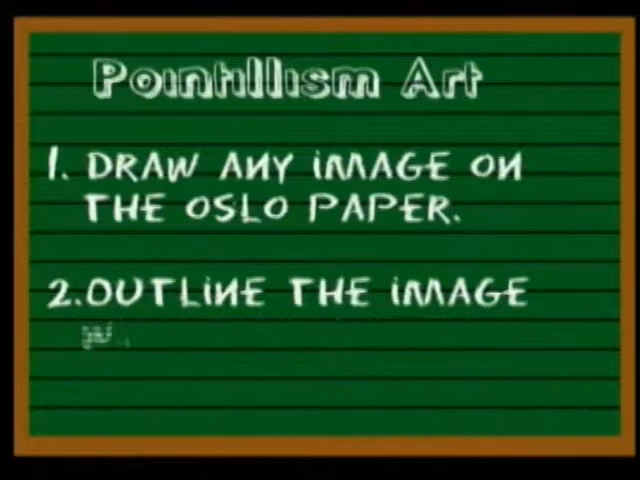 Pointillism Art
1. DRAW ANY IMAGE ON
THE OSLO PAPER.
2.OUTLINE THE IMAGE